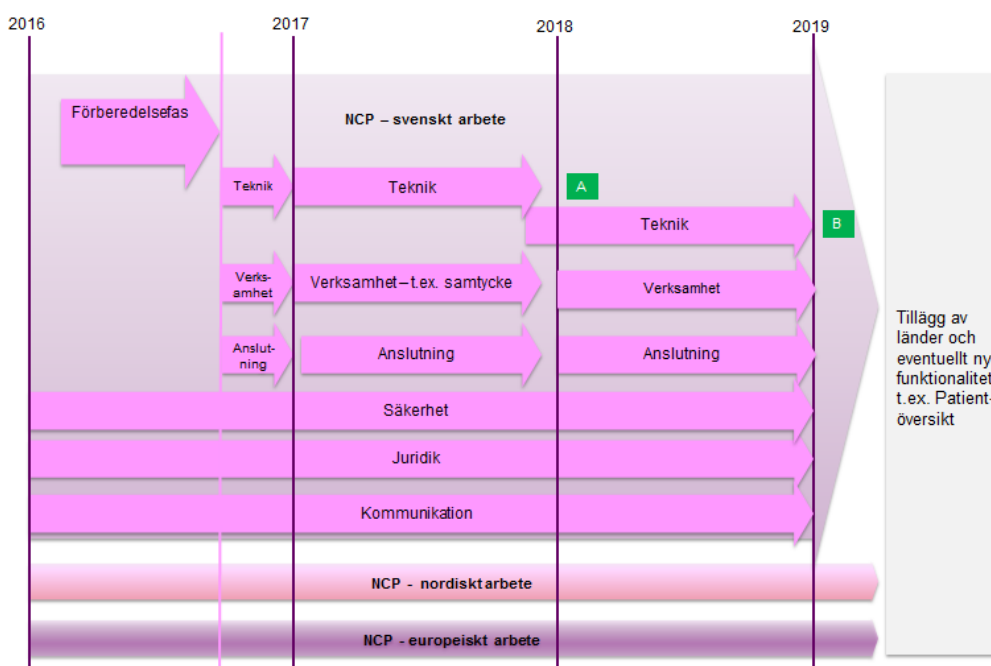 2016
2017
2018
2019
Förberedelsefas
NCP – svenskt arbete
Teknik
Teknik
A
Teknik
B
Verks-
amhet
Verksamhet – t.ex. samtycke
Verksamhet
Anslut-
ning
Anslutning
Anslutning
Säkerhet
Juridik
Kommunikation
NCP - nordiskt arbete
NCP - europeiskt arbete
Tillägg av
länder och
eventuellt ny
funktionalitet
t.ex. Patient-
översikt